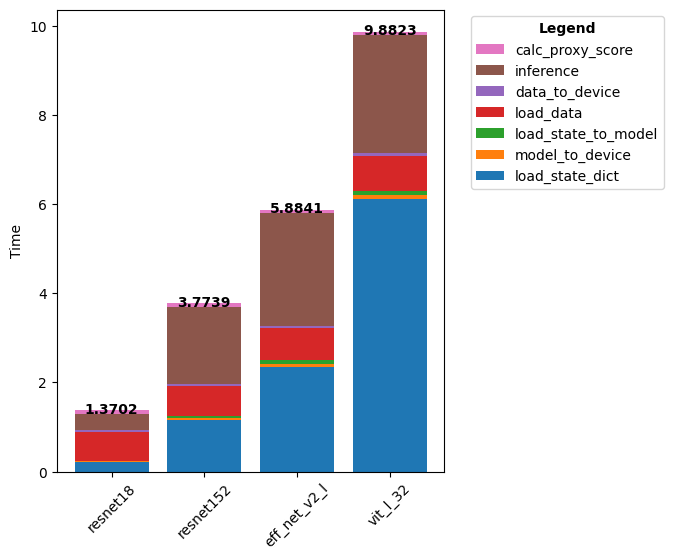 10
8
6
4
2
0
Time
1.3702
3.7739
5.8841
9.8823
resnet18
resnet152
eff_net_v2_l
vit_l_32
Legend
calc_proxy_score
inference
data_to_device
load_data
load_state_to_model
model_to_device
load_state_dict